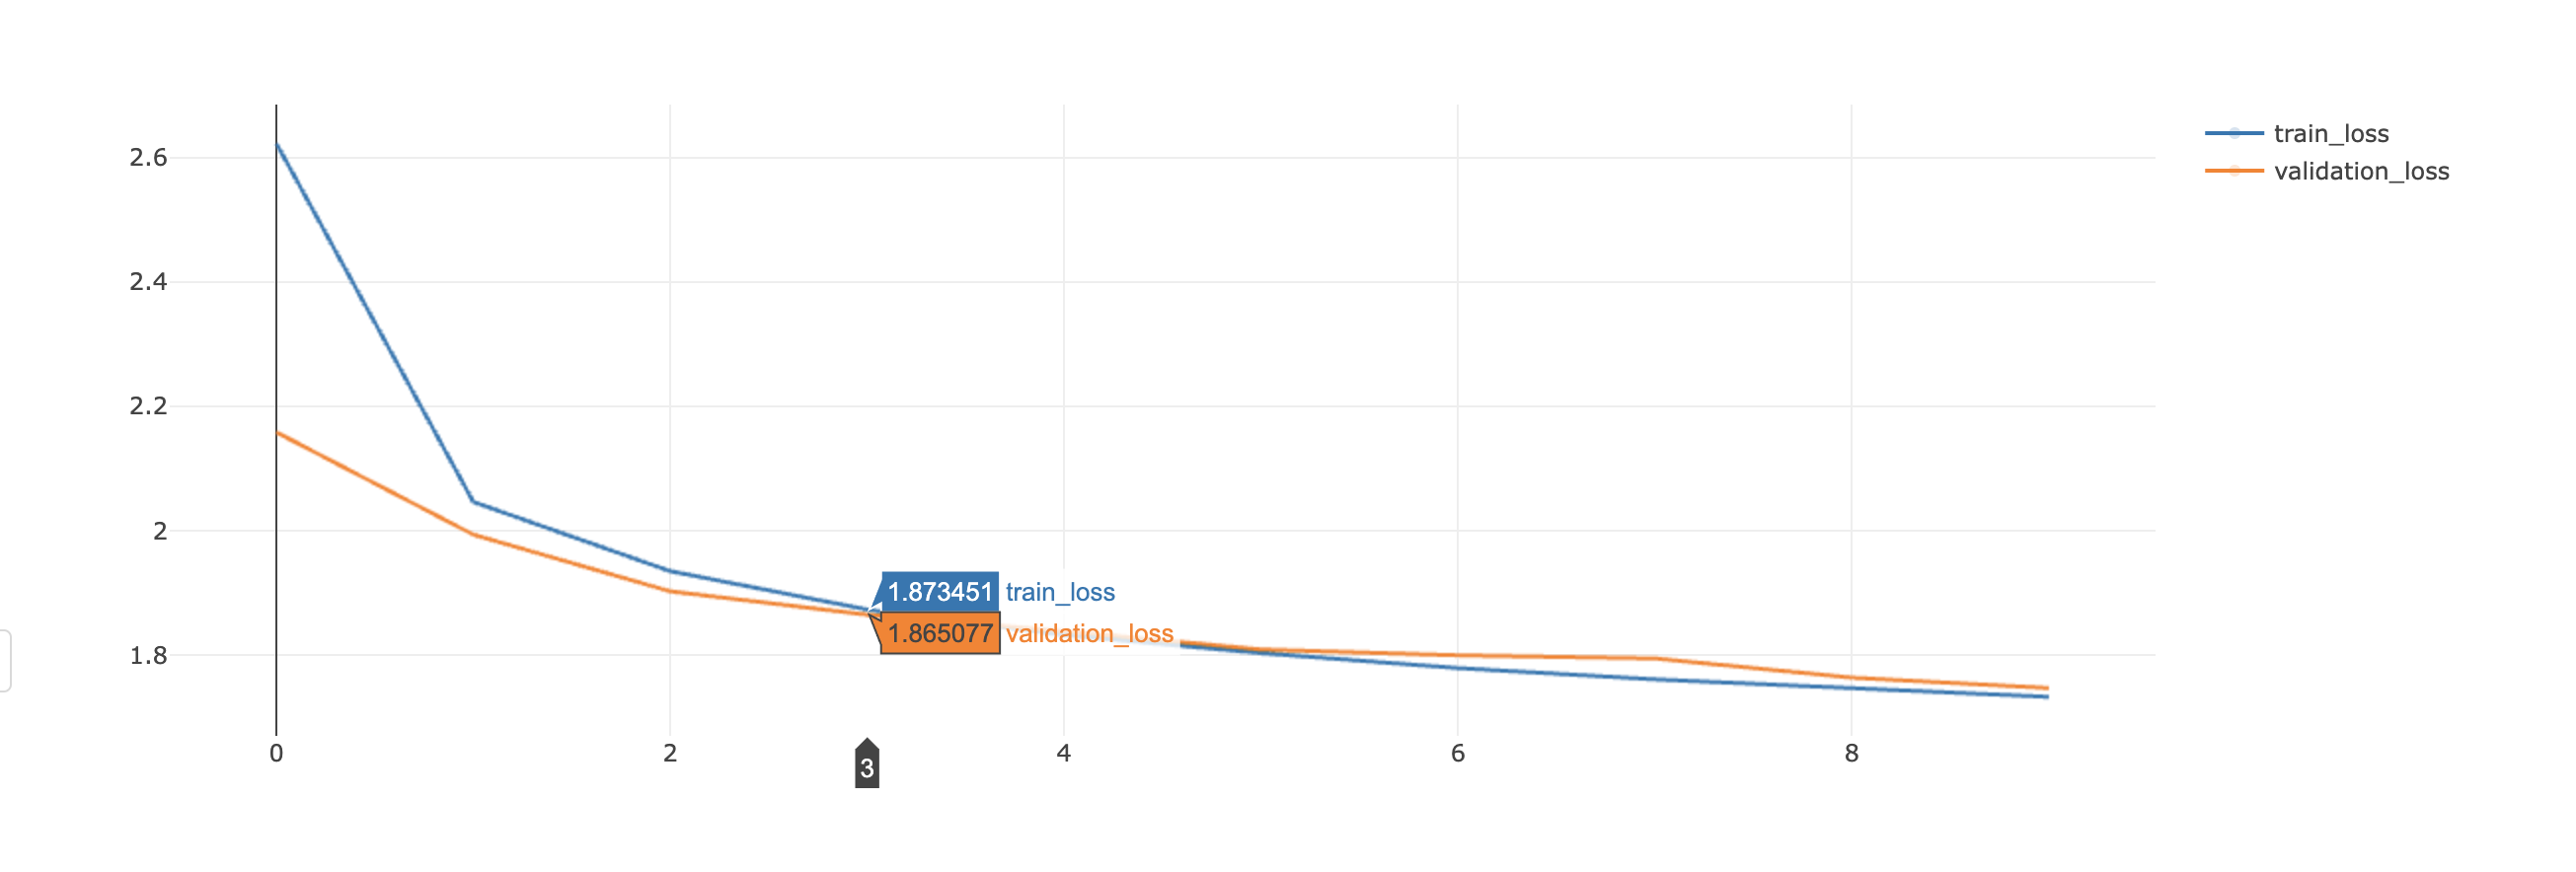 train_loss
validation_loss
2.6
2.4
2.2
2
1.8
1.873451 train_loss
1.865077 validation_loss
0 2 3 4 6 8